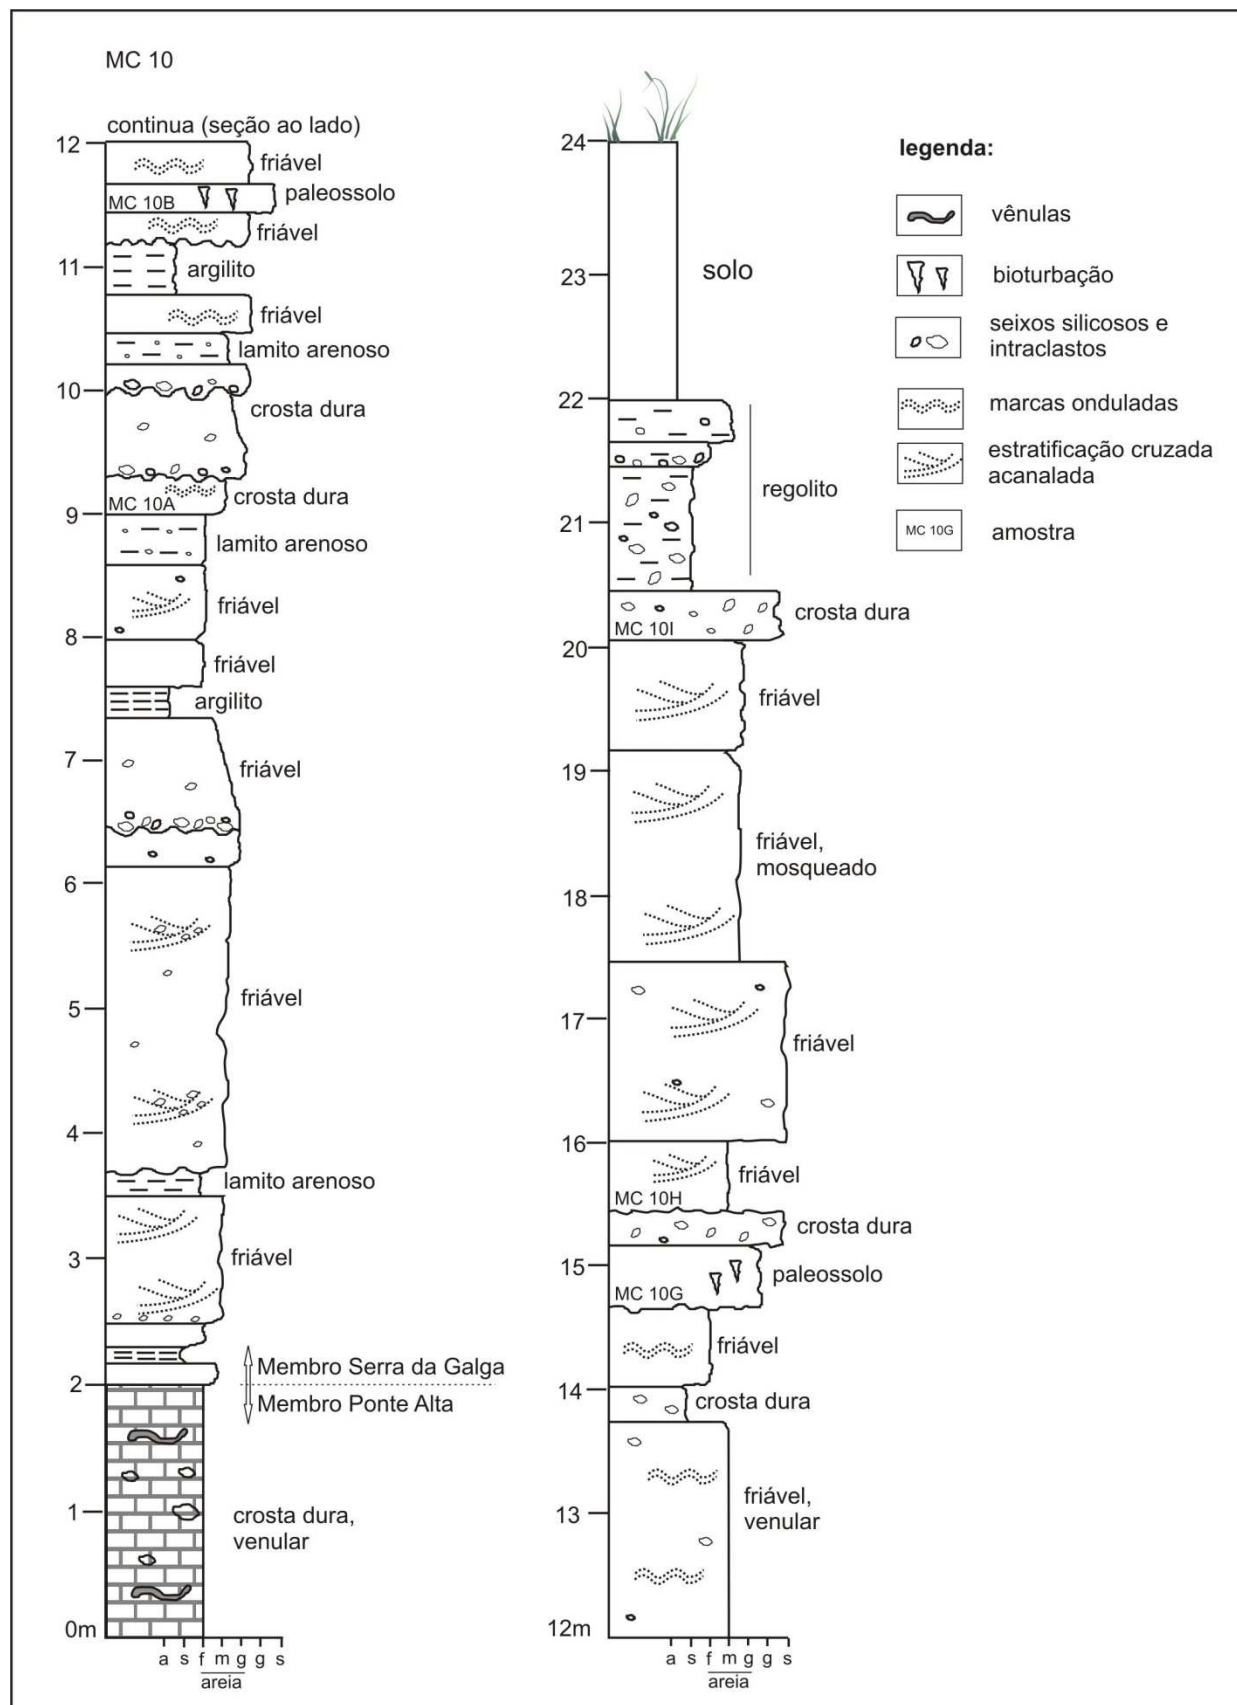 MC 10
continua (seção ao lado)
12
friável
paleossolo
MC 10B
friável
11
argilito
friável
lamito arenoso
10
crosta dura
MC 10A
crosta dura
9
lamito arenoso
friável
8
friável
argilito
7
friável
6
friável
5
4
lamito arenoso
3
friável
Membro Serra da Galga
2
Membro Ponte Alta
1
crosta dura,
venular
0m
a s f m g g s
areia
24
23
solo
22
regolito
21
crosta dura
MC 10I
20
friável
19
friável,
mosqueado
18
17
friável
16
friável
MC 10H
crosta dura
15
paleossolo
MC 10G
friável
14
crosta dura
friável,
venular
13
12m
a s f m g g s
areia
legenda:
vênulas
bioturbação
seixos silicosos e
intraclastos
marcas onduladas
estratificação cruzada
acanalada
MC 10G
amostra